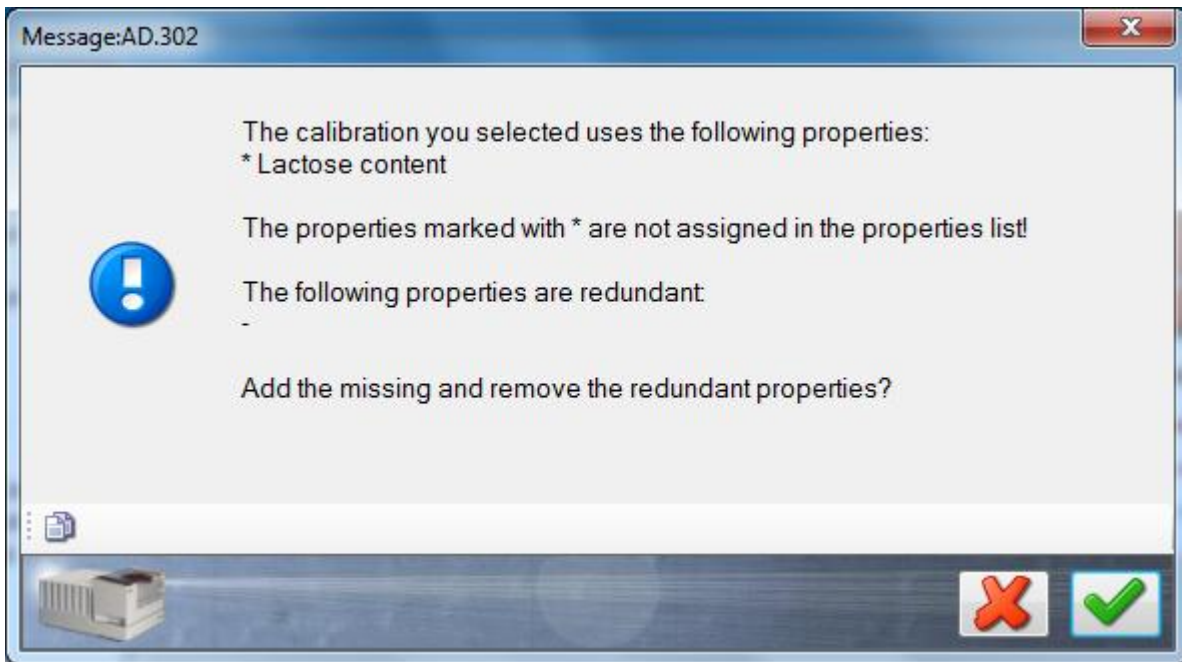 Message:AD.302
The calibration you selected uses the following properties:
* Lactose content
The properties marked with * are not assigned in the properties list!
The following properties are redundant:
-
Add the missing and remove the redundant properties?